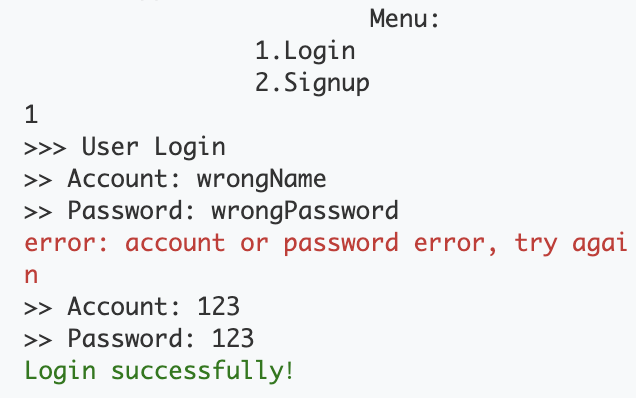 Menu:
1.Login
2.Signup
1
>>> User Login
>> Account: wrongName
>> Password: wrongPassword
error: account or password error, try agai
n
>> Account: 123
>> Password: 123
Login successfully!